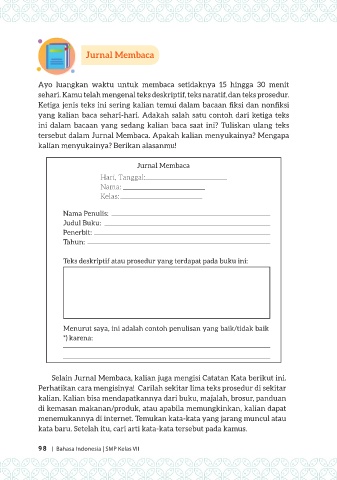 Jurnal Membaca
Ayo luangkan waktu untuk membaca setidaknya 15 hingga 30 menit
sehari. Kamu telah mengenal teks deskriptif, teks naratif, dan teks prosedur.
Ketiga jenis teks ini sering kalian temui dalam bacaan fiksi dan nonfiksi
yang kalian baca sehari-hari. Adakah salah satu contoh dari ketiga teks
ini dalam bacaan yang sedang kalian baca saat ini? Tuliskan ulang teks
tersebut dalam Jurnal Membaca. Apakah kalian menyukainya? Mengapa
kalian menyukainya? Berikan alasanmu!
Jurnal Membaca
Hari, Tanggal:
Nama:
Kelas:
Nama Penulis:
Judul Buku:
Penerbit:
Tahun:
Teks deskriptif atau prosedur yang terdapat pada buku ini:
Menurut saya, ini adalah contoh penulisan yang baik/tidak baik
*) karena:
Selain Jurnal Membaca, kalian juga mengisi Catatan Kata berikut ini.
Perhatikan cara mengisinya! Carilah sekitar lima teks prosedur di sekitar
kalian. Kalian bisa mendapatkannya dari buku, majalah, brosur, panduan
di kemasan makanan/produk, atau apabila memungkinkan, kalian dapat
menemukannya di internet. Temukan kata-kata yang jarang muncul atau
kata baru. Setelah itu, cari arti kata-kata tersebut pada kamus.
98 | Bahasa Indonesia | SMP Kelas VII